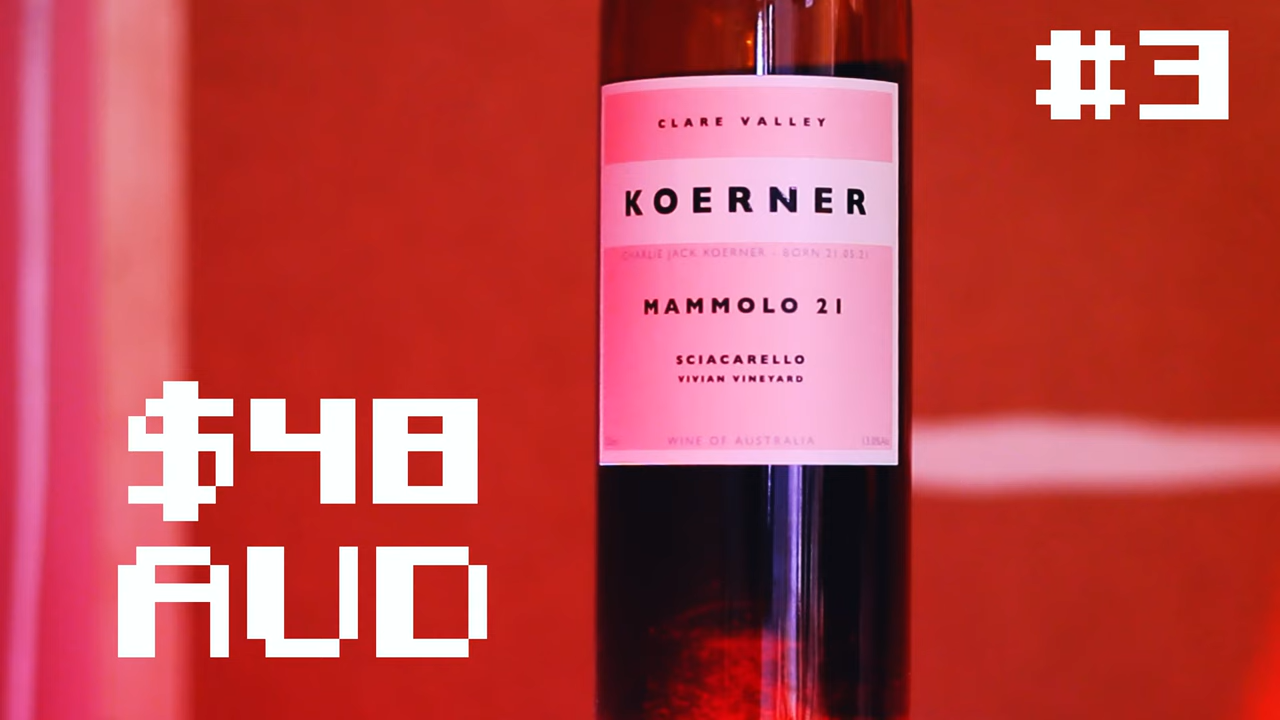 #3
CLARE VALLEY
KOERNER
CHARLIE JACK KOERNER - BORN 21.05.21
MAMMOLO 21
SCIACARELLO
VIVIAN VINEYARD
WINE OF AUSTRALIA
$48
AUD